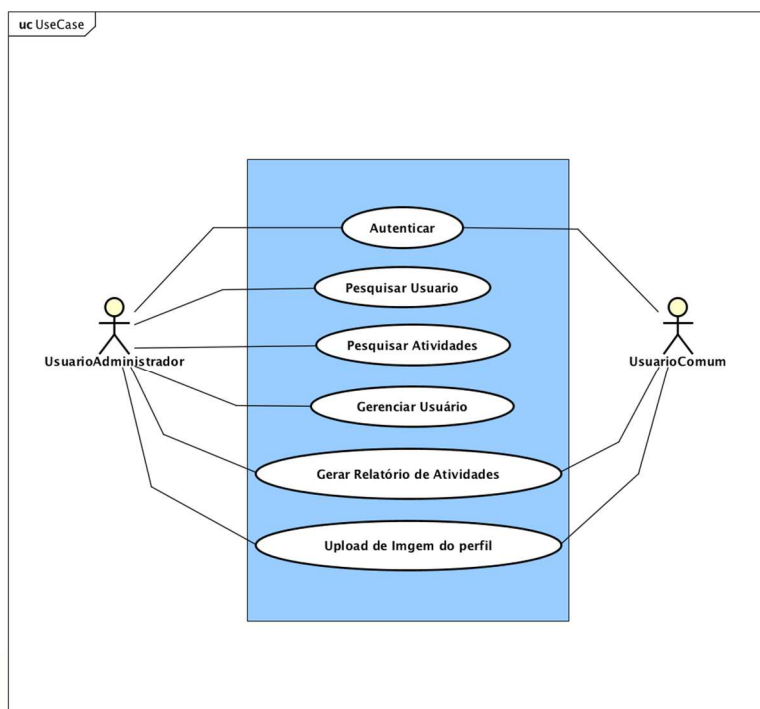 uc UseCase
Autenticar
Pesquisar Usuario
Pesquisar Atividades
UsuarioAdministrador
UsuarioComum
Gerenciar Usuário
Gerar Relatório de Atividades
Upload de Imgem do perfil